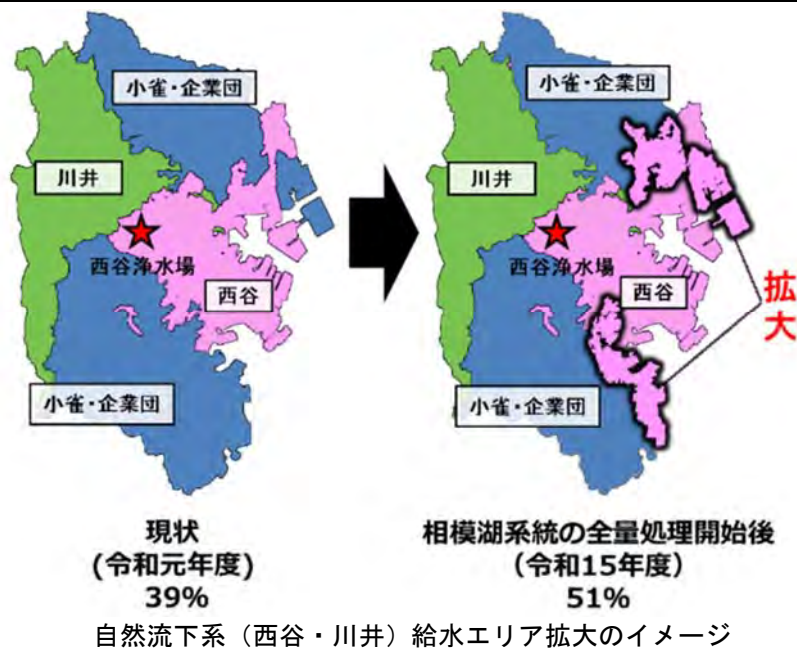 小雀・企業団
川井
西谷浄水場
西谷
小雀・企業団
現状
(令和元年度)
39%
小雀・企業団
川井
西谷浄水場
西谷
拡大
小雀・企業団
相模湖系統の全量処理開始後
（令和15年度）
51%
自然流下系（西谷・川井）給水エリア拡大のイメージ